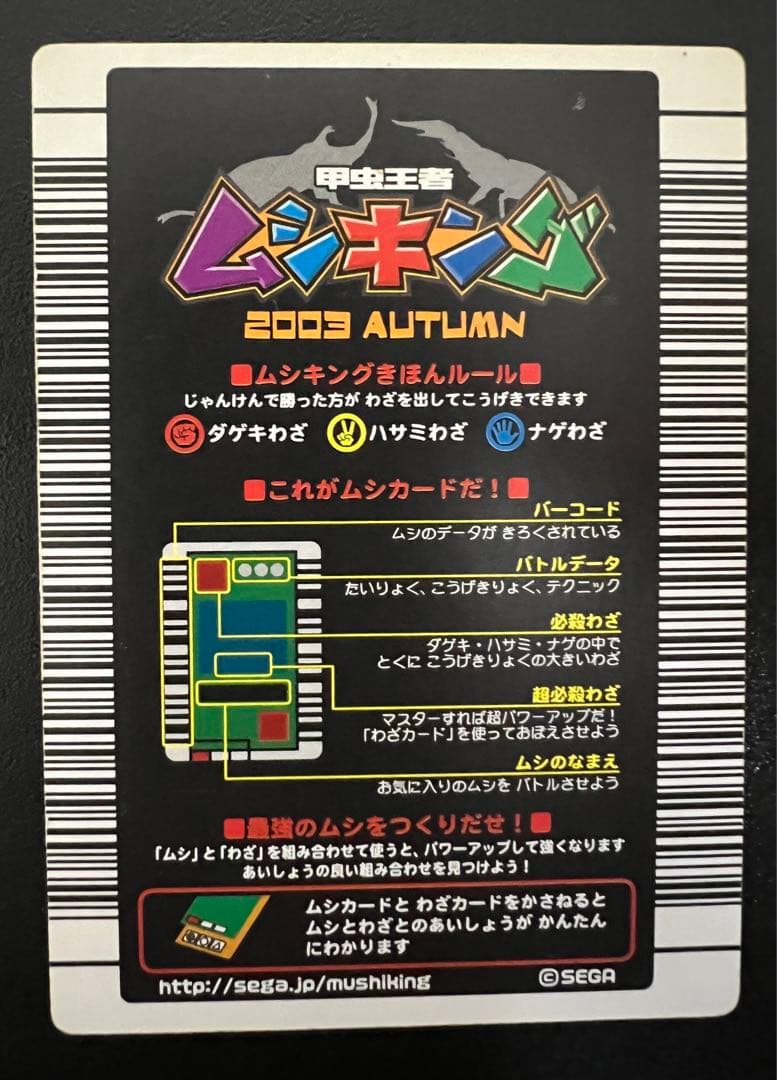 甲虫王者
ムシキング
2003 AUTUMN
■ムシキングきほんルール■
じゃんけんで勝った方が わざを出してこうげきできます
ダゲキわざ ハサミわざ ナゲわざ
■これがムシカードだ！■
バーコード
ムシのデータが きろくされている
バトルデータ
たいりょく、こうげきりょく、テクニック
必殺わざ
ダゲキ・ハサミ・ナゲの中で
とくに こうげきりょくの大きいわざ
超必殺わざ
マスターすれば超パワーアップだ！
「わざカード」を使っておぼえさせよう
ムシのなまえ
お気に入りのムシを バトルさせよう
■最強のムシをつくりだせ！■
「ムシ」と「わざ」を組み合わせて使うと、パワーアップして強くなります
あいしょうの良い組み合わせを見つけよう！
ムシカードと わざカードをかさねると
ムシとわざとのあいしょうが かんたん
にわかります
http://sega.jp/mushiking
©SEGA